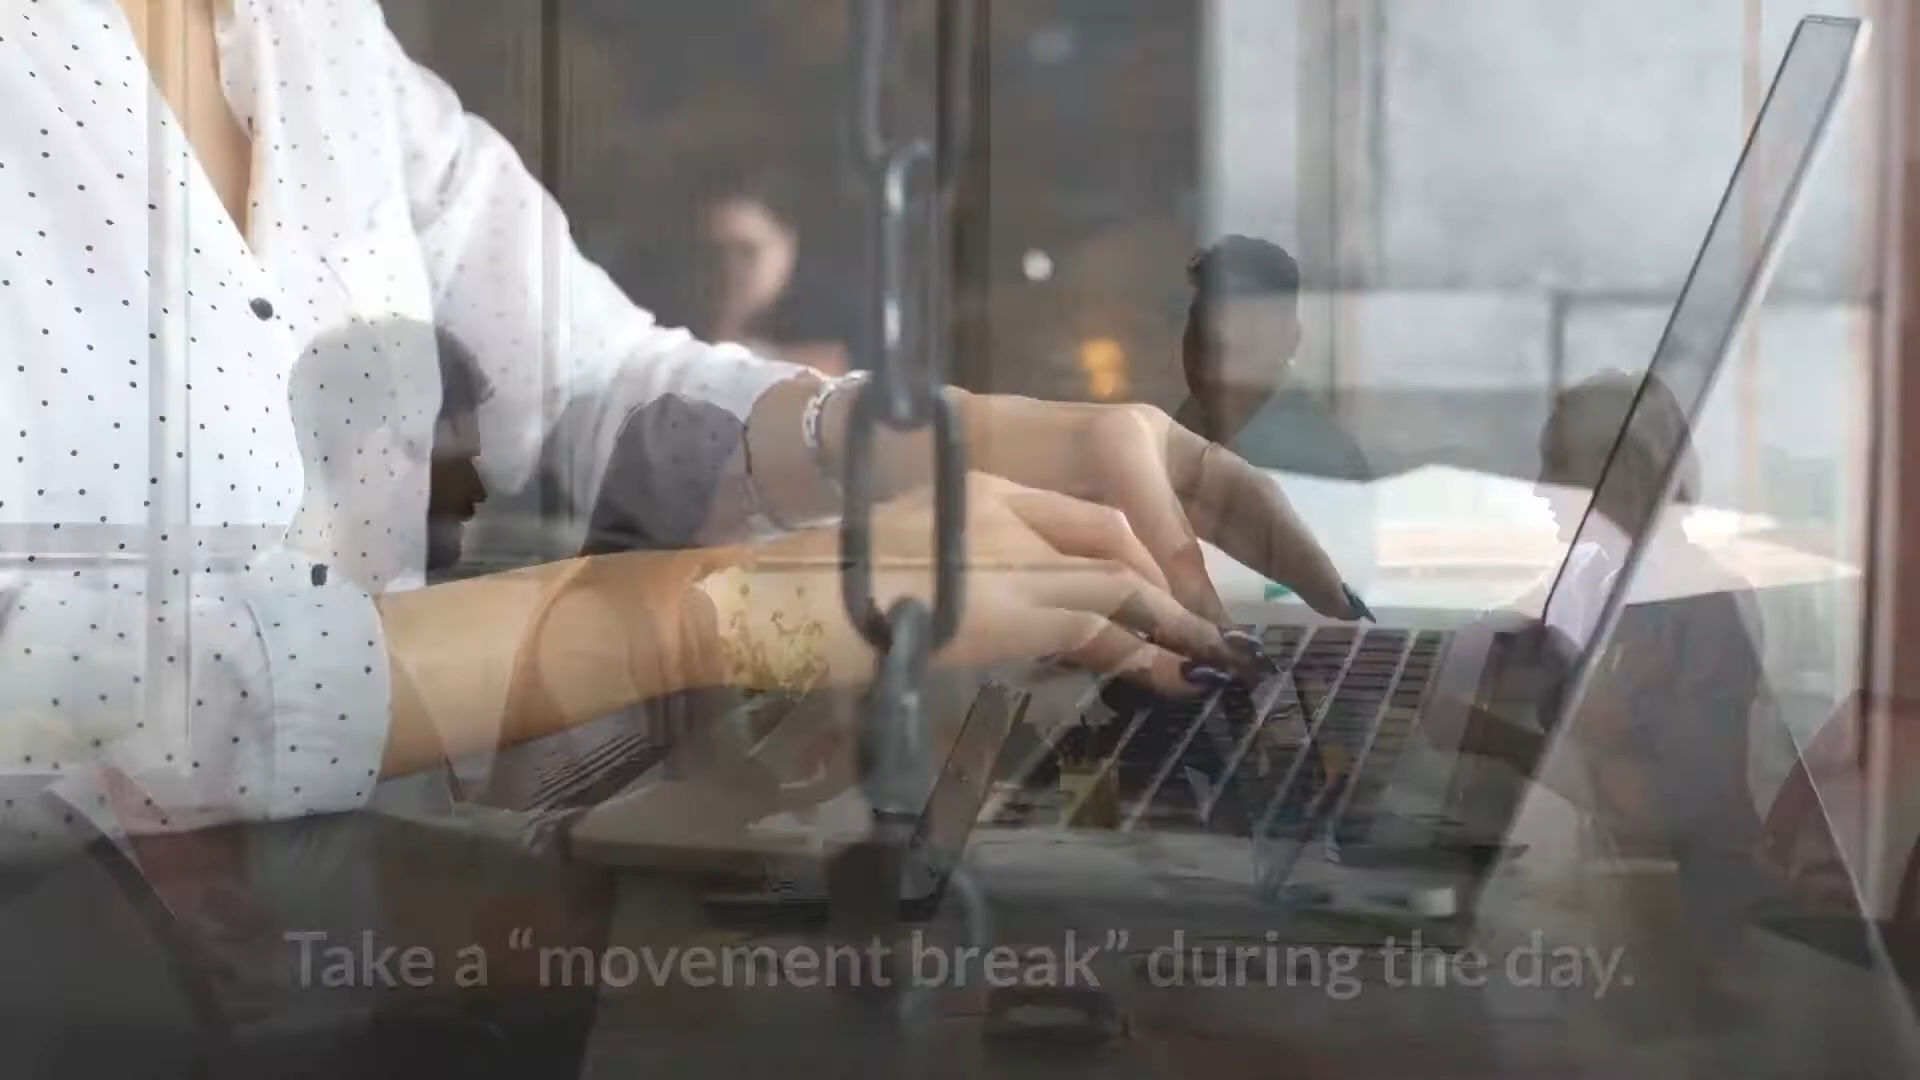 Take a “movement break” during the day.